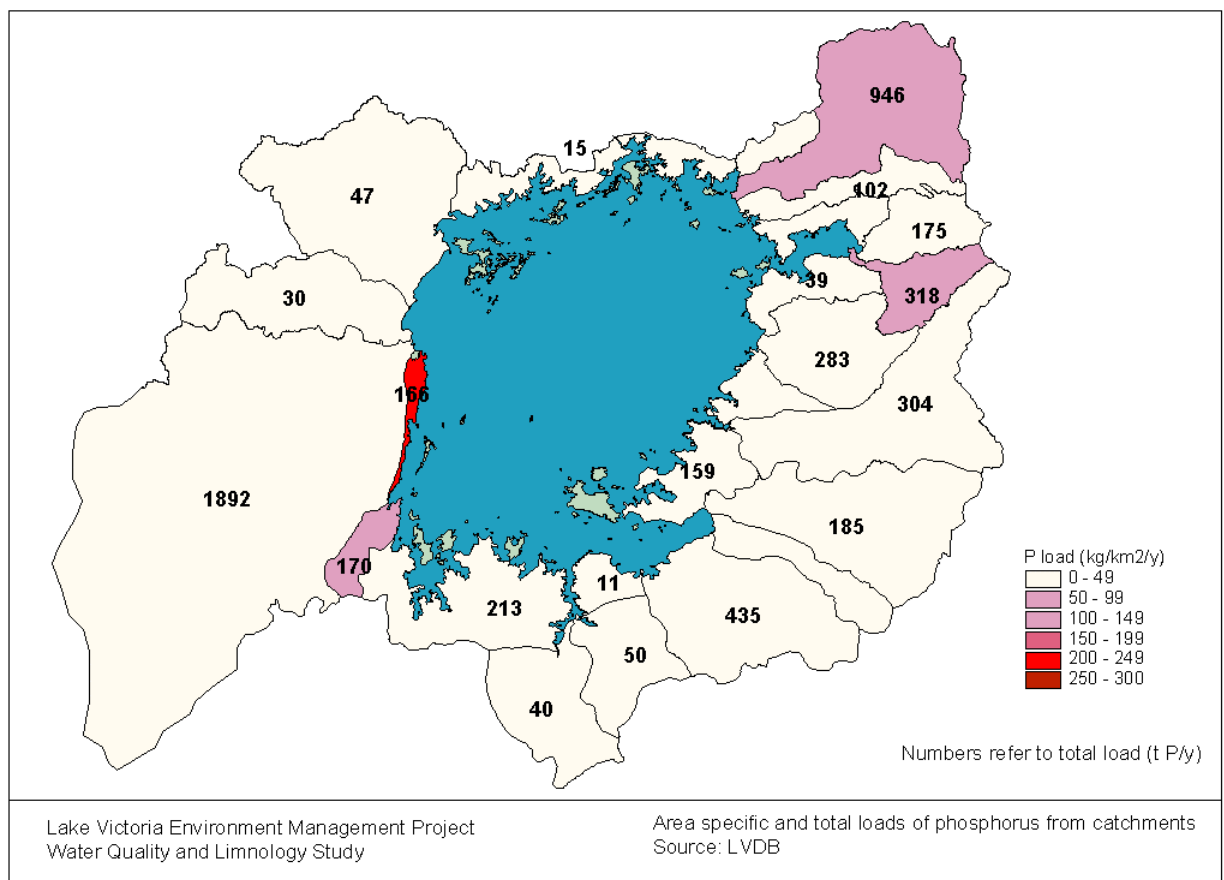 946
15
47
102
175
30
39
318
283
166
304
159
1892
185
170
11
213
435
50
40
P load (kg/km2/y)
0 - 49
50 - 99
100 - 149
150 - 199
200 - 249
250 - 300
Numbers refer to total load (t P/y)
Lake Victoria Environment Management Project
Water Quality and Limnology Study
Area specific and total loads of phosphorus from catchments
Source: LVDB